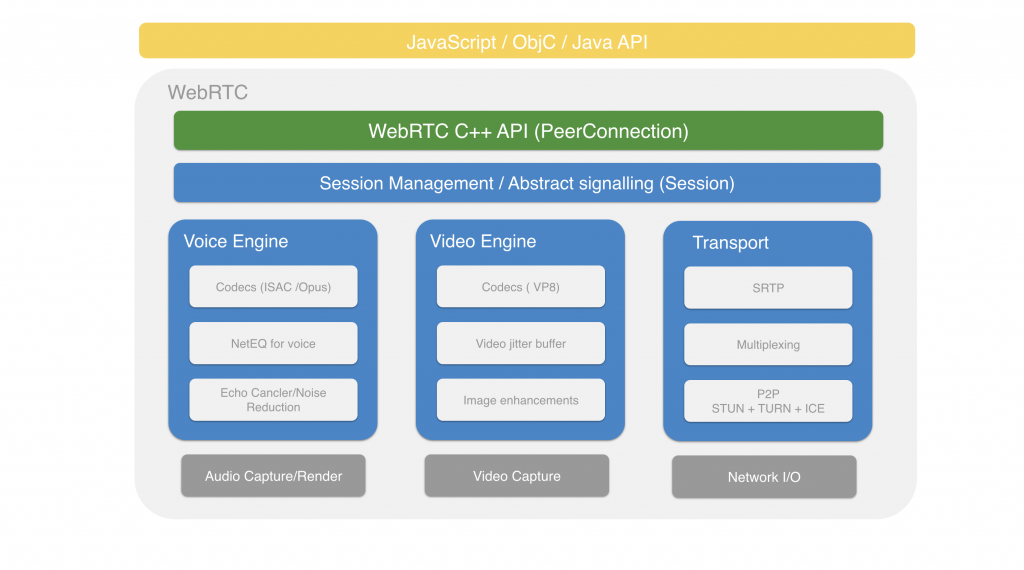 JavaScript / ObjC / Java API
WebRTC
WebRTC C++ API (PeerConnection)
Session Management / Abstract signalling (Session)
Voice Engine
Codecs (ISAC /Opus)
NetEQ for voice
Echo Cancler/Noise
Reduction
Audio Capture/Render
Video Engine
Codecs ( VP8)
Video jitter buffer
Image enhancements
Video Capture
Transport
SRTP
Multiplexing
P2P
STUN + TURN + ICE
Network I/O